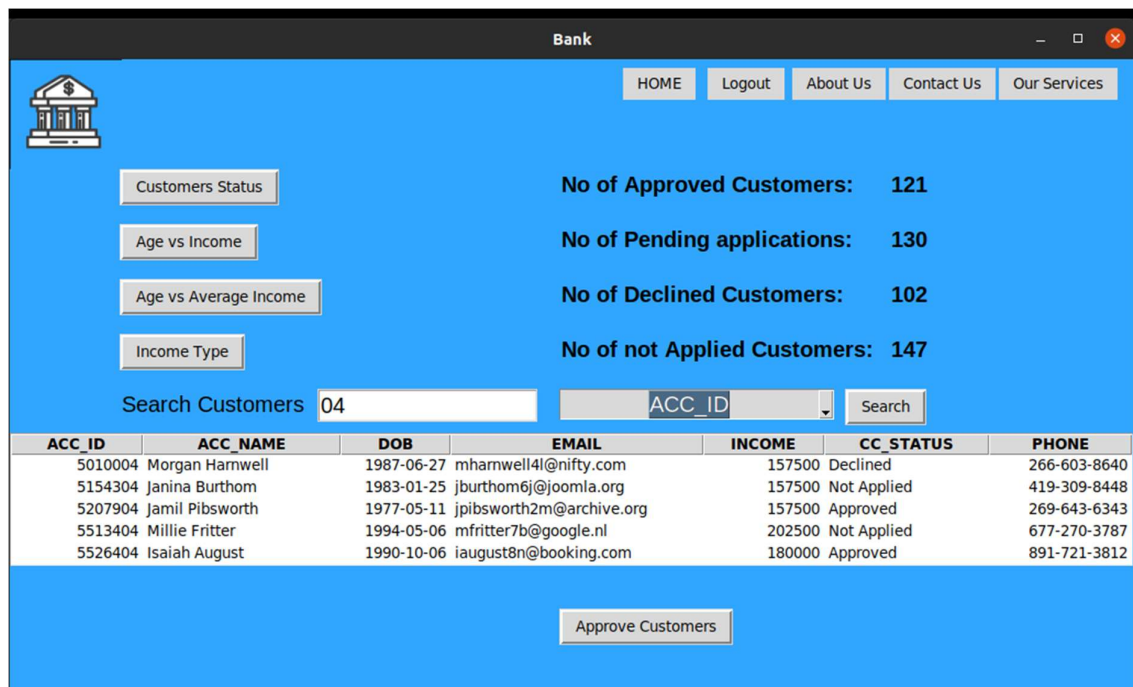 Bank
HOME Logout About Us Contact Us Our Services
$
Customers Status No of Approved Customers: 121
Age vs Income No of Pending applications: 130
Age vs Average Income No of Declined Customers: 102
Income Type No of not Applied Customers: 147
Search Customers 04 ACC_ID Search
ACC_ID ACC_NAME DOB EMAIL INCOME CC_STATUS PHONE
5010004 Morgan Harnwell 1987-06-27 mharnwell4l@nifty.com 157500 Declined 266-603-8640
5154304 Janina Burthom 1983-01-25 jburthom6j@joomla.org 157500 Not Applied 419-309-8448
5207904 Jamil Pibsworth 1977-05-11 jpibsworth2m@archive.org 157500 Approved 269-643-6343
5513404 Millie Fritter 1994-05-06 mfritter7b@google.nl 202500 Not Applied 677-270-3787
5526404 Isaiah August 1990-10-06 iaugust8n@booking.com 180000 Approved 891-721-3812
Approve Customers